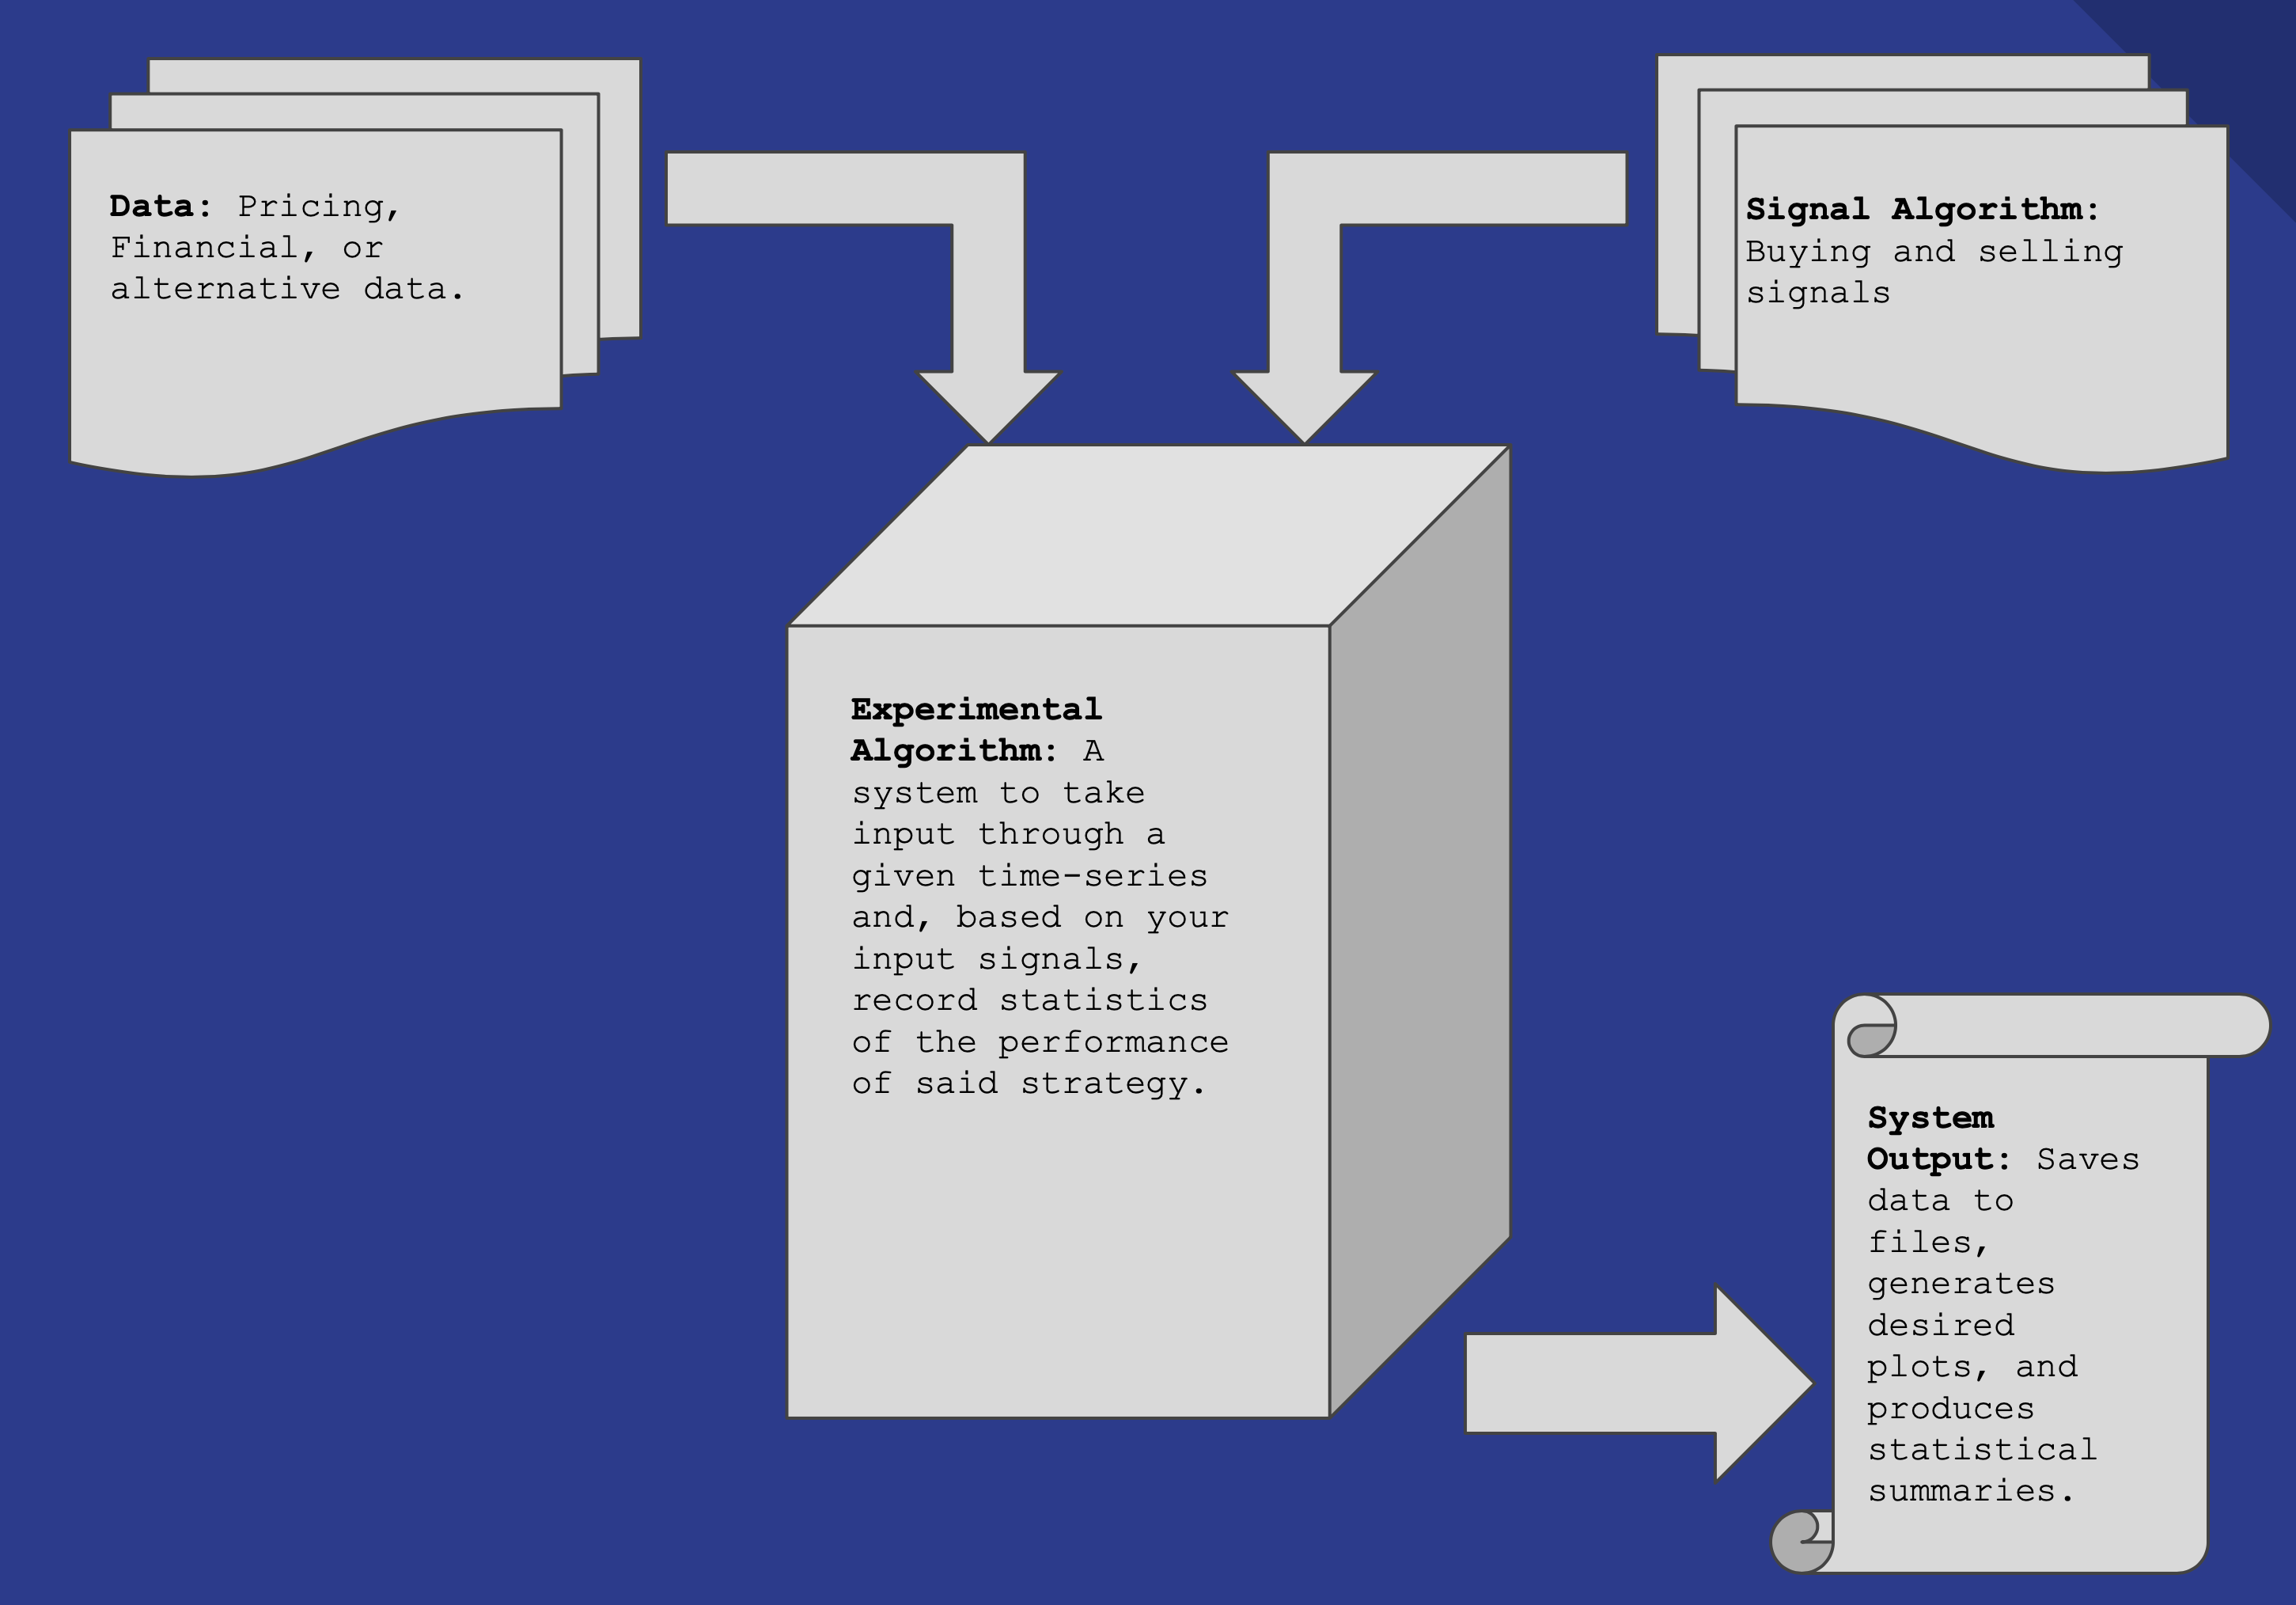 Data: Pricing,
Financial, or
alternative data.
Signal Algorithm:
Buying and selling
signals
Experimental
Algorithm: A
system to take
input through a
given time-series
and, based on your
input signals,
record statistics
of the performance
of said strategy.
System
Output: Saves
data to
files,
generates
desired
plots, and
produces
statistical
summaries.